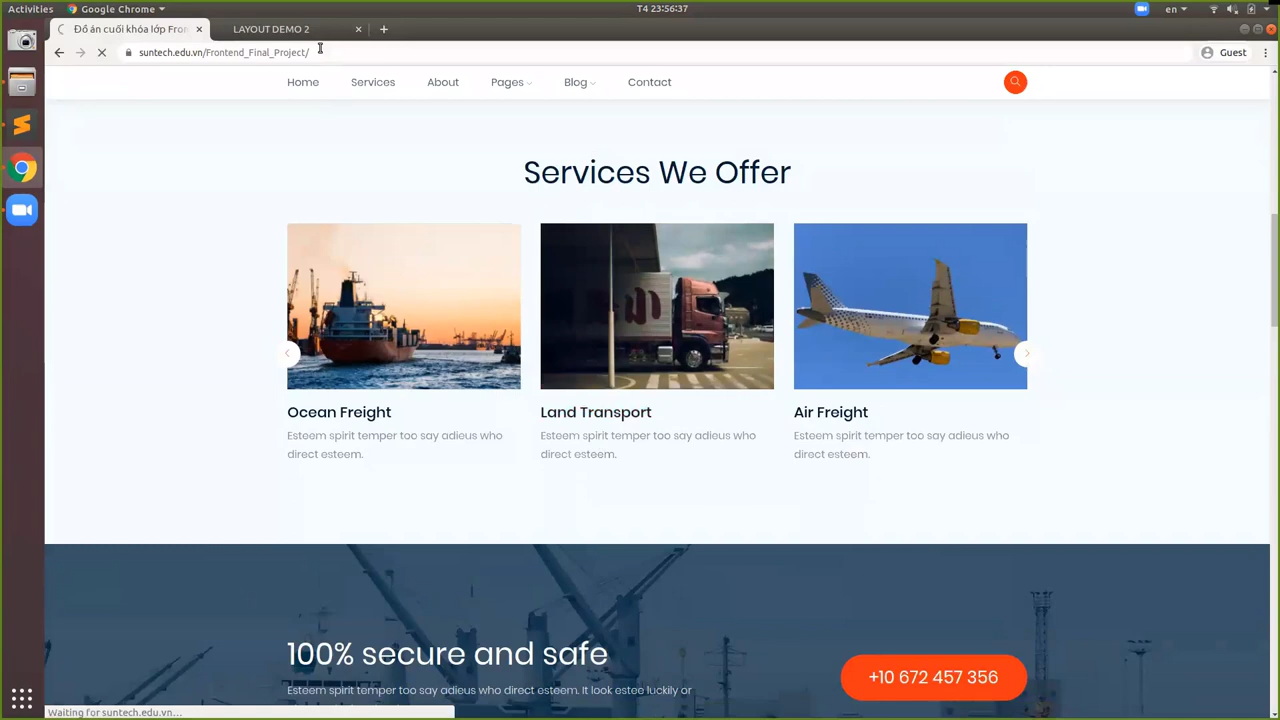 Activities
Google Chrome
T4 23:56:37
en
Đồ án cuối khóa lớp Fron
LAYOUT DEMO 2
suntech.edu.vn/Frontend_Final_Project/
Guest
Home
Services
About
Pages
Blog
Contact
Services We Offer
Ocean Freight
Esteem spirit temper too say adieus who
direct esteem.
Land Transport
Esteem spirit temper too say adieus who
direct esteem.
Air Freight
Esteem spirit temper too say adieus who
direct esteem.
100% secure and safe
Esteem spirit temper too say adieus who direct esteem. It look estee luckily or
+10 672 457 356
Waiting for suntech.edu.vn...